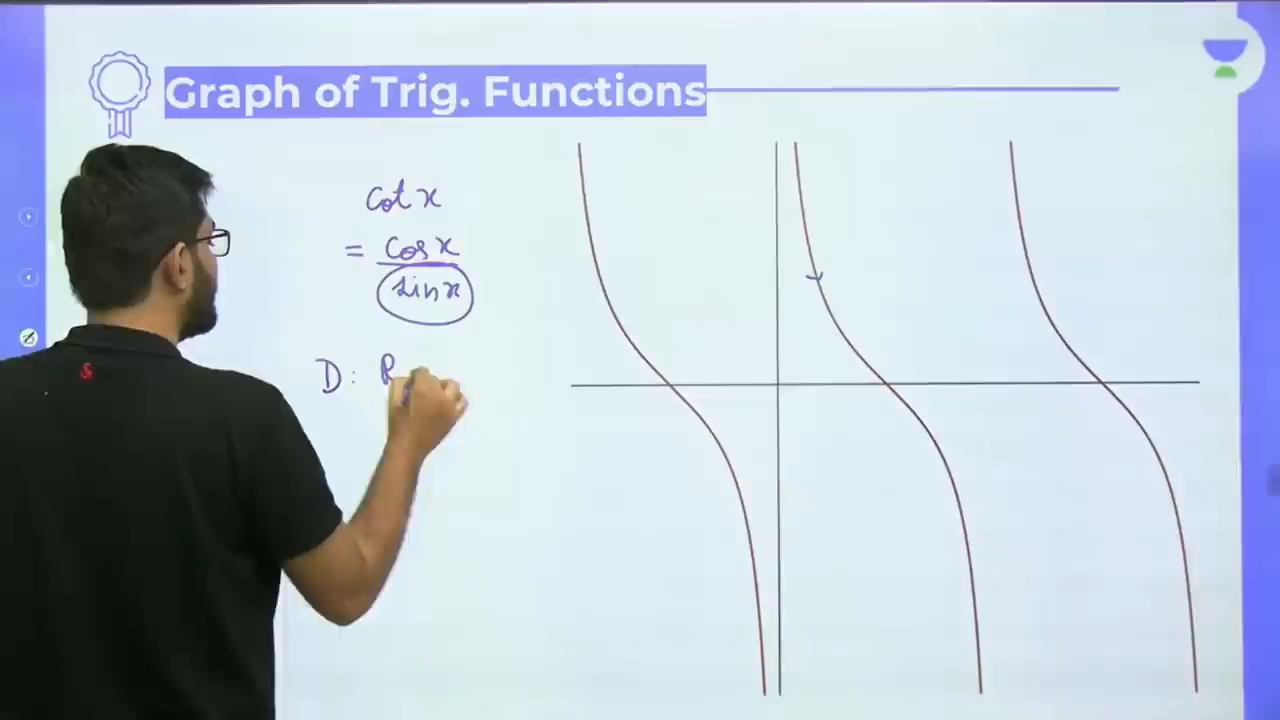 Graph of Trig. Functions
cot x
= cos x
sin x
D: R